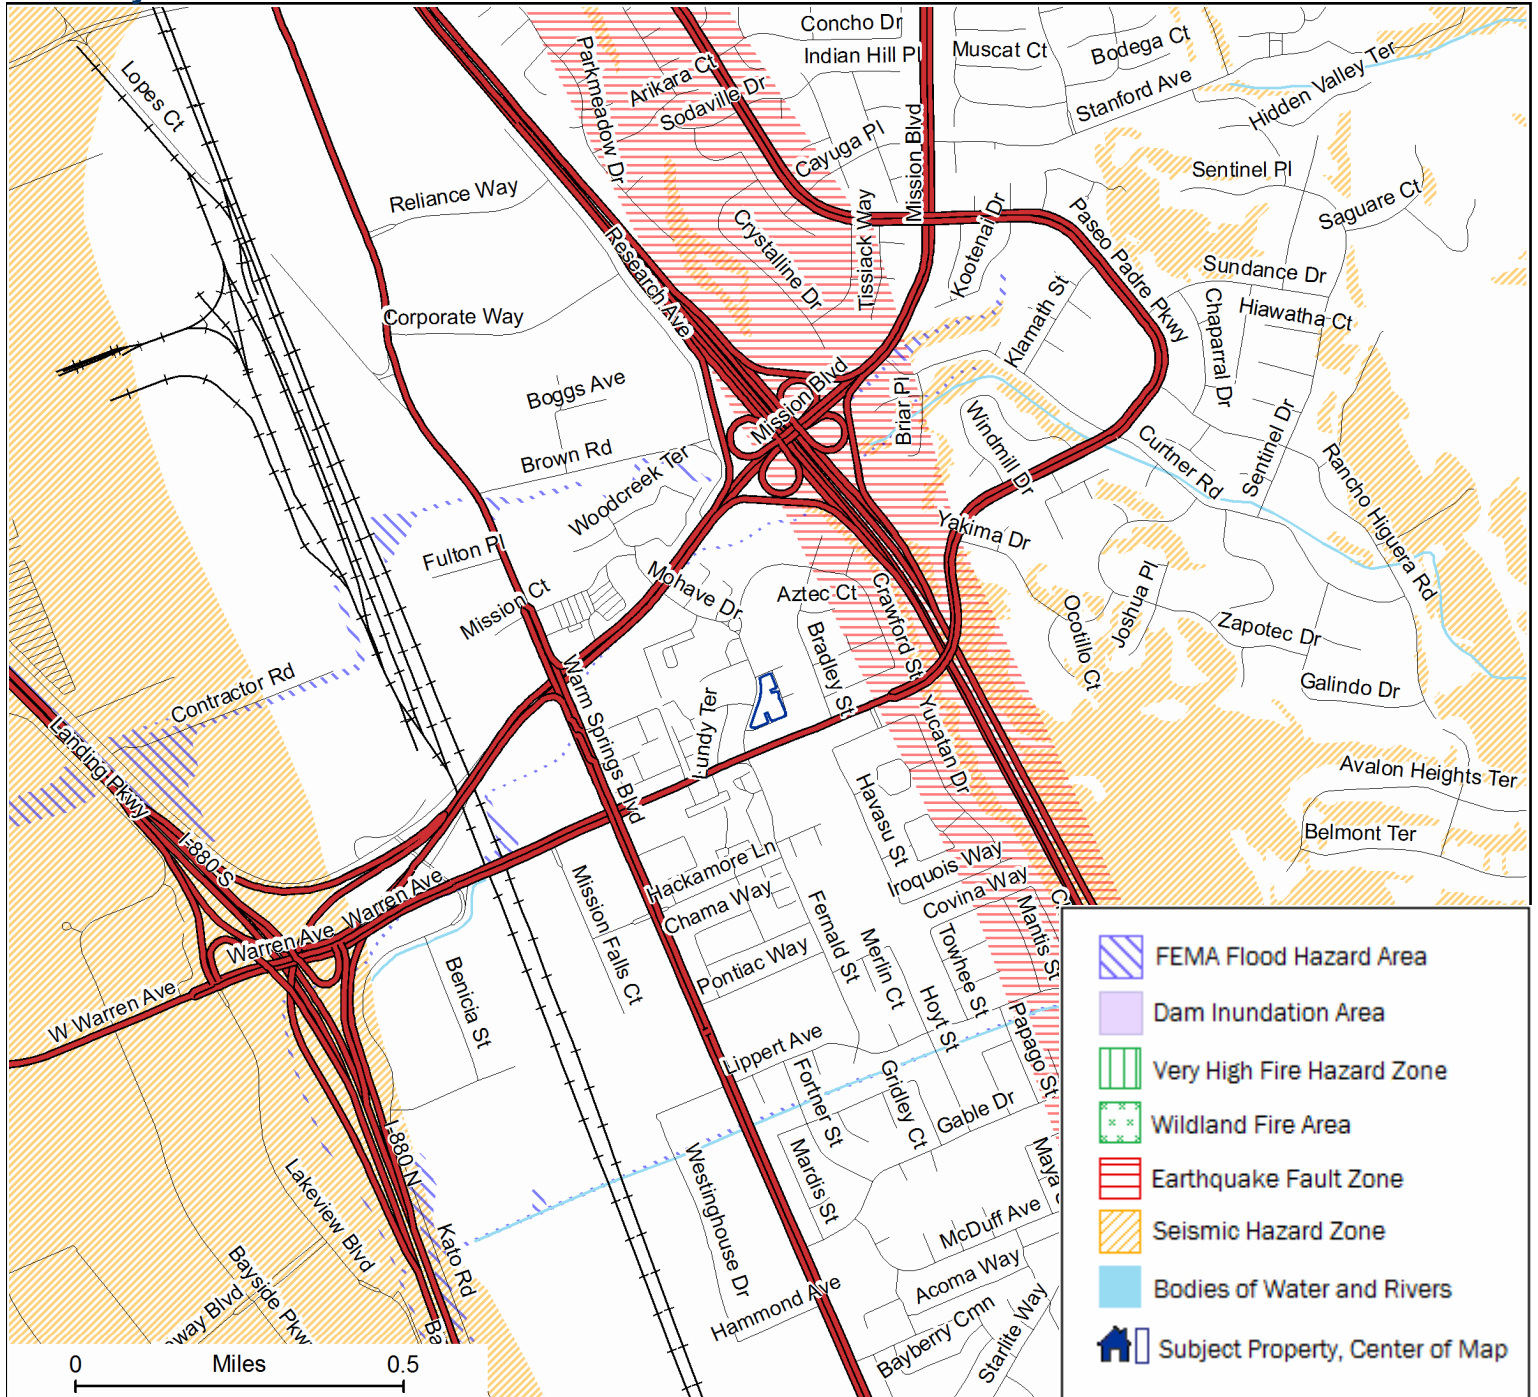 Concho Dr
Indian Hill Pl
Muscat Ct
Bodega Ct
Stanford Ave
Hidden Valley Ter
Lopes Ct
Parkmeadow Dr
Arikara Ct
Sodaville Dr
Cayuga Pl
Mission Blvd
Sentinel Pl
Saguare Ct
Reliance Way
Research Ave
Crystalline Dr
Tissiack Way
Kootenai Dr
Paseo Padre Pkwy
Sundance Dr
Hiawatha Ct
Chaparral Dr
Klamath St
Corporate Way
Boggs Ave
Mission Blvd
Briar Pl
Windmill Dr
Curtner Rd
Sentinel Dr
Rancho Higuera Rd
Brown Rd
Woodcreek Ter
Yakima Dr
Fulton Pl
Mission Ct
Mohave Dr
Aztec Ct
Crawford St
Bradley St
Ocotillo Ct
Joshua Pl
Zapotec Dr
Galindo Dr
Contractor Rd
Warm Springs Blvd
Lundy Ter
Yucatan Dr
Landing Pkwy
Havasu St
Avalon Heights Ter
Belmont Ter
I-880 S
Hackamore Ln
Chama Way
Iroquois Way
Covina Way
Warren Ave
Warren Ave
W Warren Ave
Mission Falls Ct
Pontiac Way
Fernald St
Merlin Ct
Towhee St
Mantis St
Hoyt St
Papago St
Benicia St
Lippert Ave
Fortner St
Gridley Ct
Gable Dr
I-880 N
Mardis St
Westinghouse Dr
McDuff Ave
Acoma Way
Lakeview Blvd
Kato Rd
Hammond Ave
Bayberry Cmn
Starlite Way
FEMA Flood Hazard Area
Dam Inundation Area
Very High Fire Hazard Zone
Wildland Fire Area
Earthquake Fault Zone
Seismic Hazard Zone
Bodies of Water and Rivers
Subject Property, Center of Map
Bayside Pkw
way Blvd
0 Miles 0.5